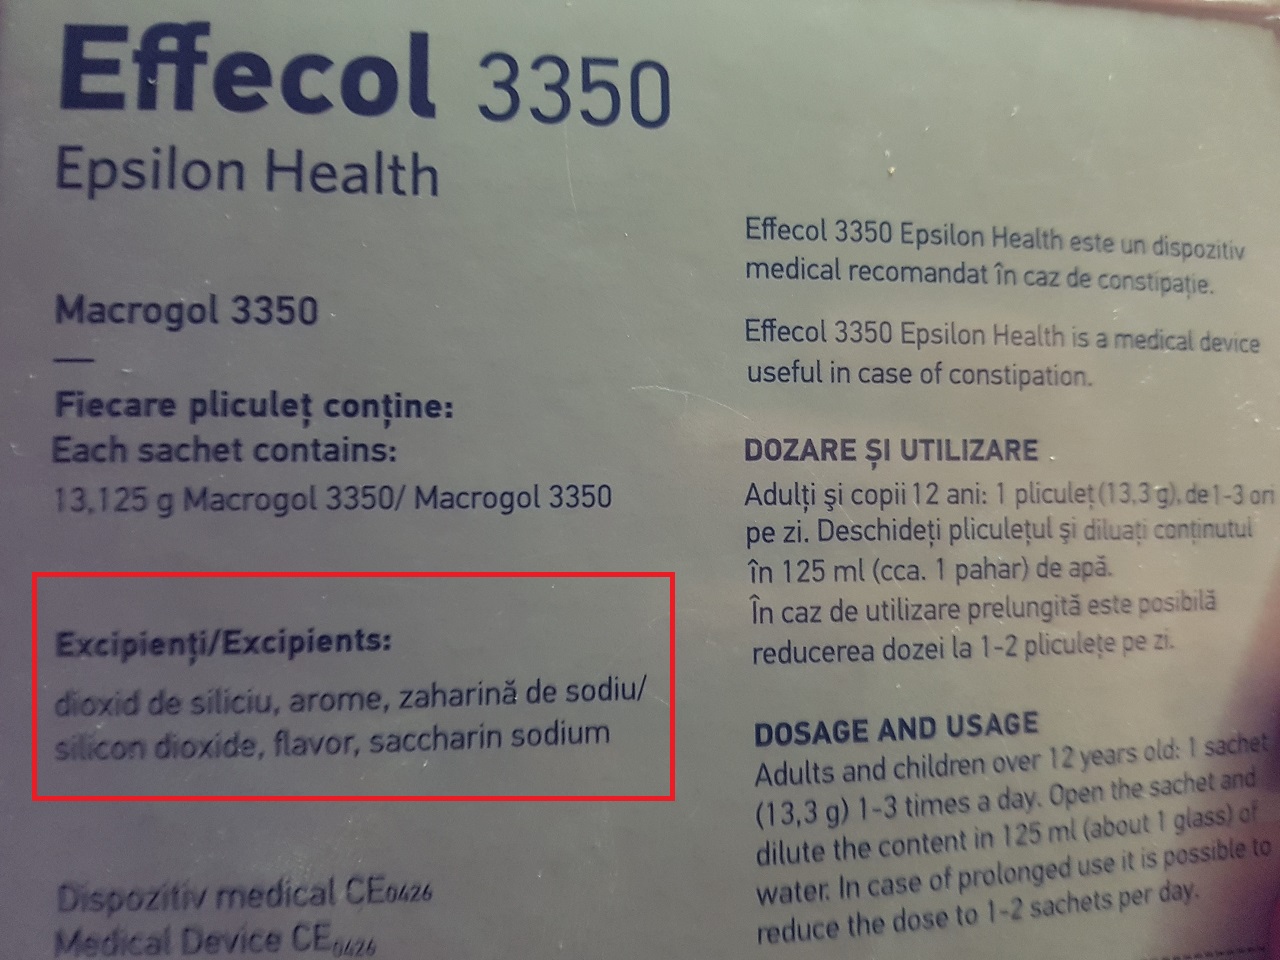 Effecol 3350
Epsilon Health
Macrogol 3350
Fiecare pliculeț conține:
Each sachet contains:
13,125 g Macrogol 3350/ Macrogol 3350
Excipienți/Excipients:
dioxid de siliciu, arome, zaharină de sodiu/
silicon dioxide, flavor, saccharin sodium
Dispozitiv medical CE0426
Medical Device CE0426
Effecol 3350 Epsilon Health este un dispozitiv
medical recomandat în caz de constipație.
Effecol 3350 Epsilon Health is a medical device
useful in case of constipation.
DOZARE ȘI UTILIZARE
Adulți şi copii 12 ani: 1 pliculeț (13,3 g), de 1-3 ori
pe zi. Deschideți pliculețul şi diluați conținutul
în 125 ml (cca. 1 pahar) de apă.
În caz de utilizare prelungită este posibilă
reducerea dozei la 1-2 pliculețe pe zi.
DOSAGE AND USAGE
Adults and children over 12 years old: 1 sachet
(13,3 g) 1-3 times a day. Open the sachet and
dilute the content in 125 ml (about 1 glass) of
water. In case of prolonged use it is possible to
reduce the dose to 1-2 sachets per day.